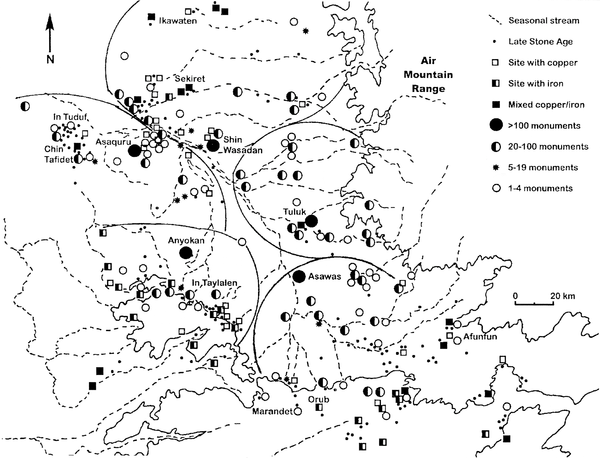 Ikawaten
N
Sekiret
Air
Mountain
Range
In Tuduf
Chin
Tafidet
Asaquru
Shin
Wasadan
Tuluk
Anyokan
In Taylalen
Asawas
Afunfun
Marandet
Orub
Seasonal stream
Late Stone Age
Site with copper
Site with iron
Mixed copper/iron
>100 monuments
20-100 monuments
5-19 monuments
1-4 monuments
0 20 km